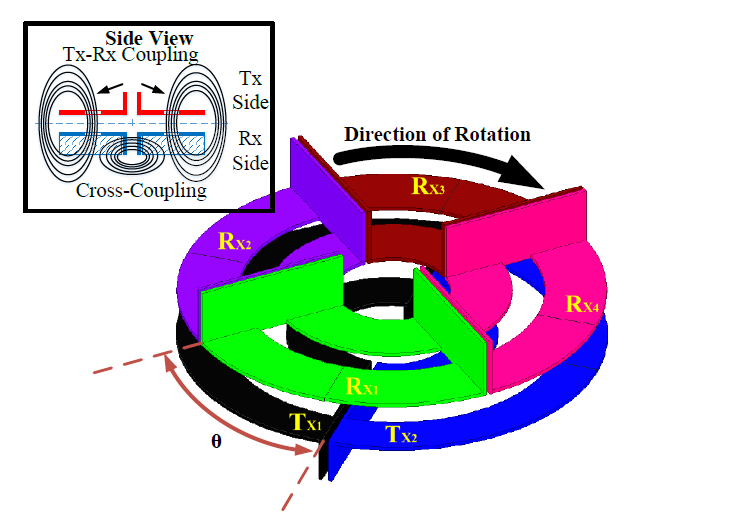 Side View
Tx-Rx Coupling
Tx
Side
Rx
Side
Cross-Coupling
Direction of Rotation
RX3
RX2
RX4
RX1
TX1
TX2
θ